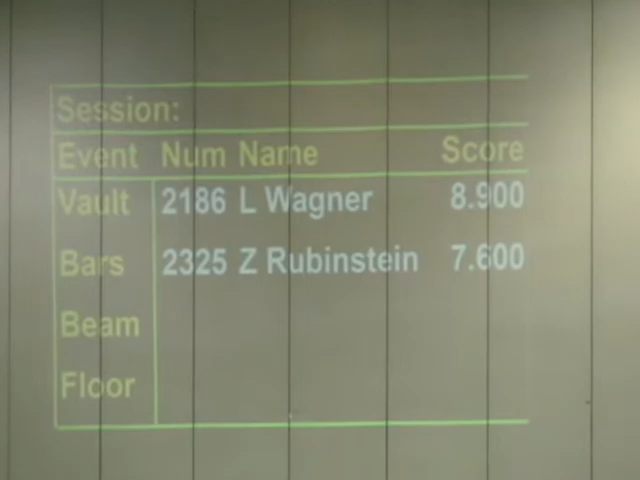 Session:
Event Num Name Score
Vault 2186 L Wagner 8.900
Bars 2325 Z Rubinstein 7.600
Beam
Floor